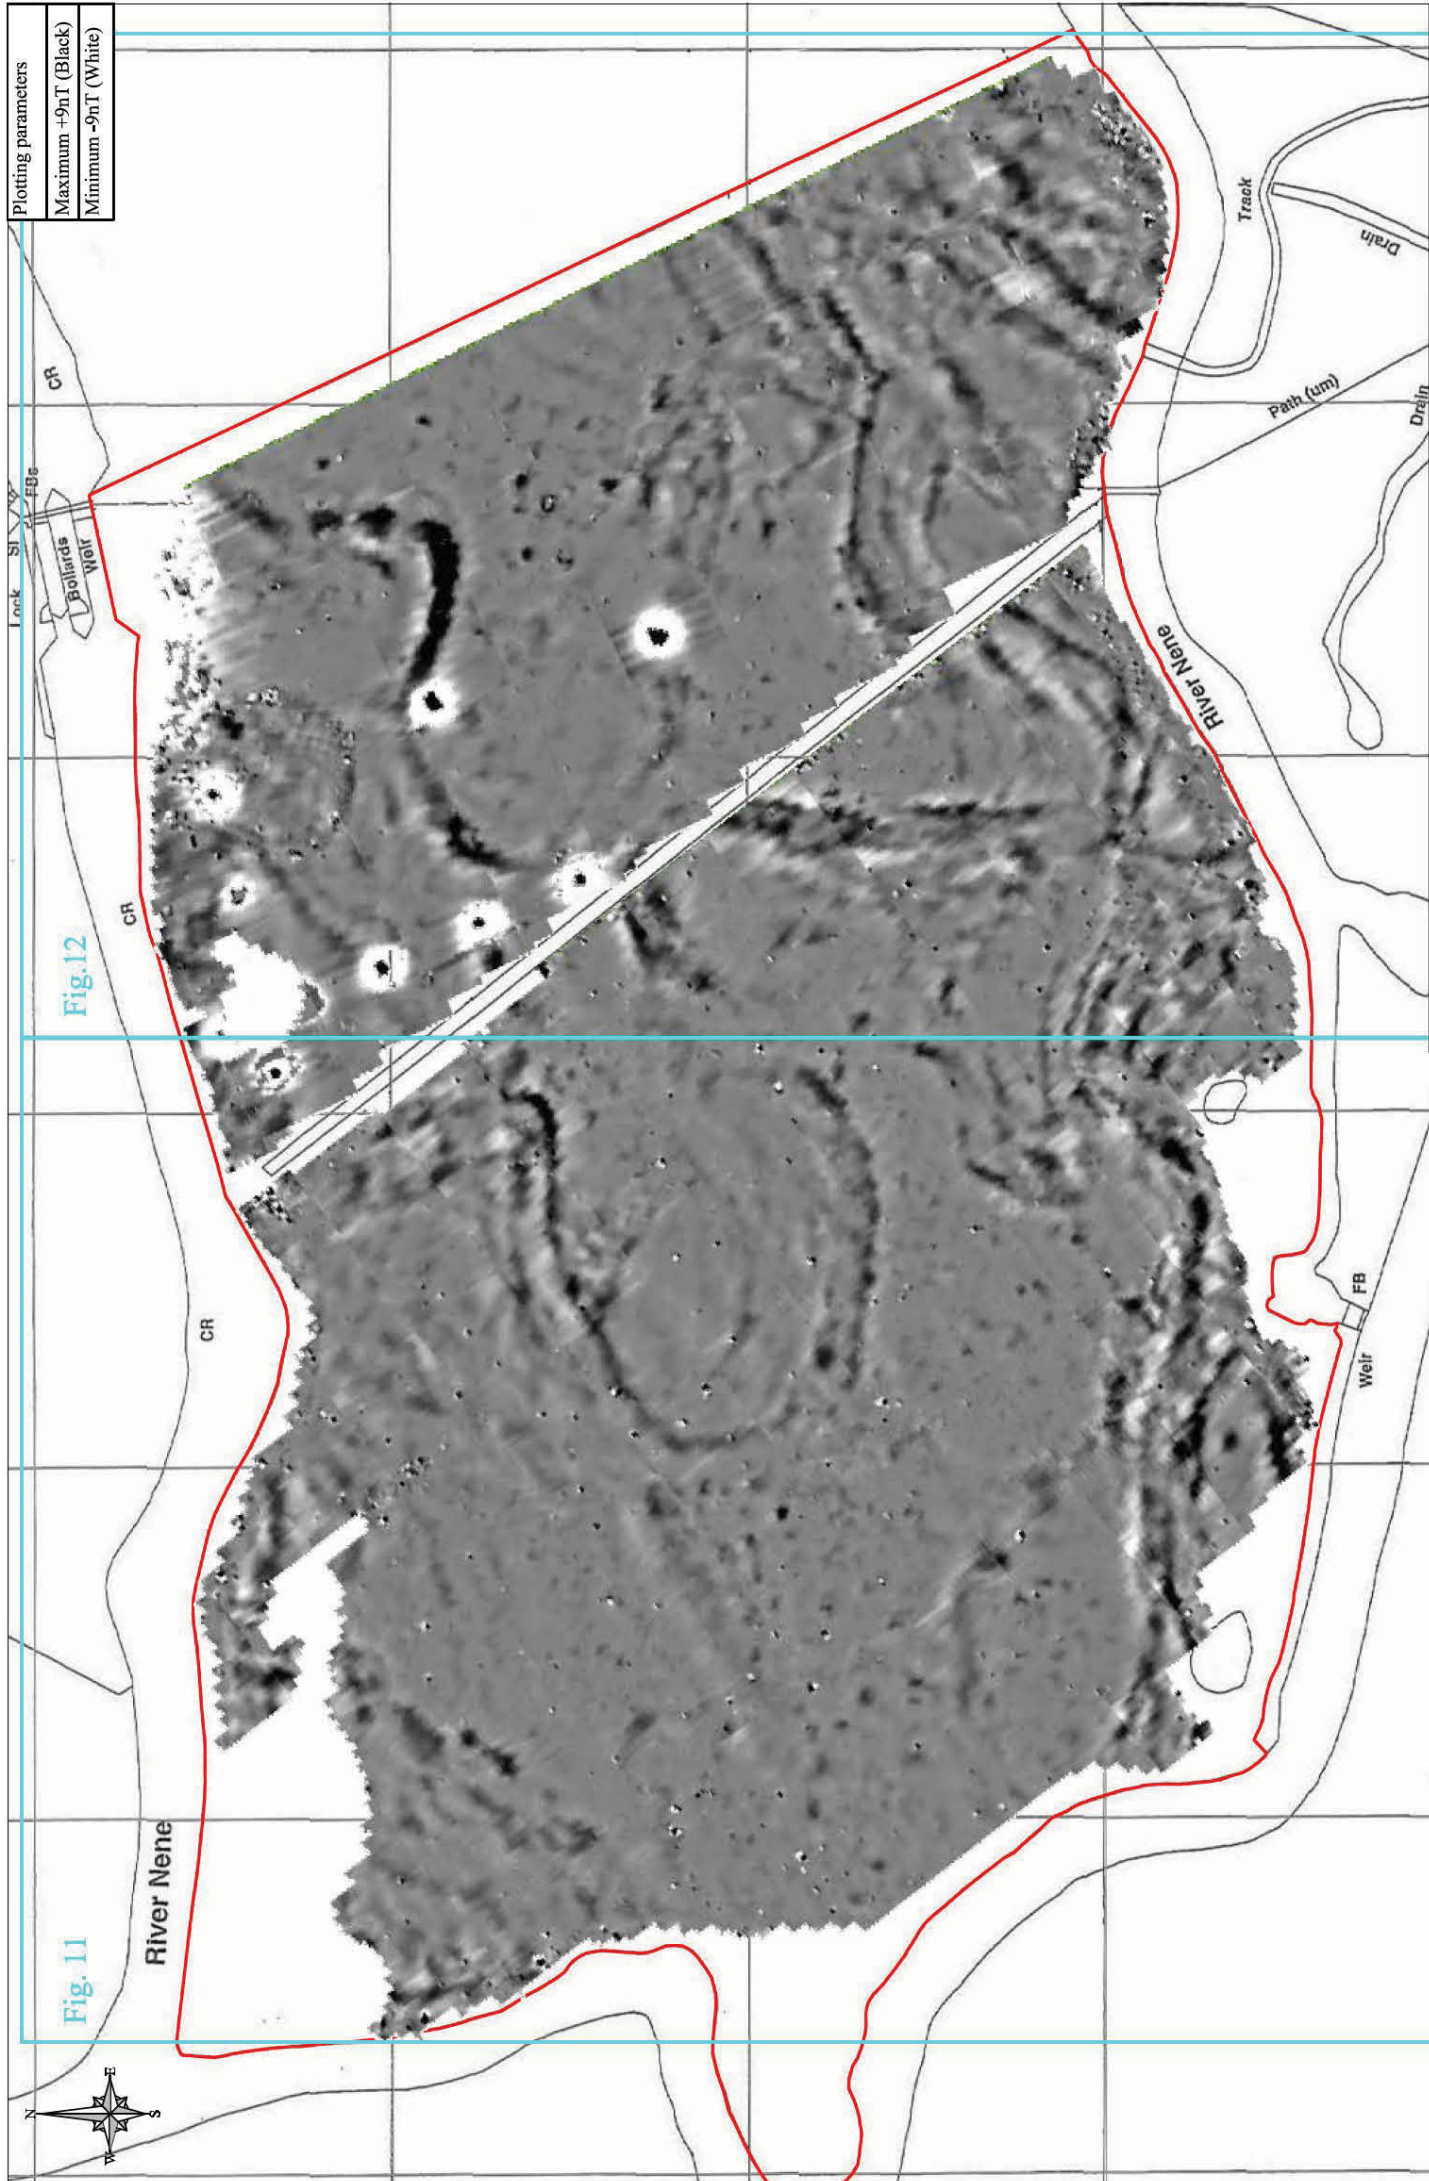 Plotting parameters
Maximum +9nT (Black)
Minimum -9nT (White)
CR
FBs
Lock
Sl
Bollards
Weir
CR
Fig.12
CR
River Nene
Fig. 11
N
E
S
W
Track
Drain
Path (um)
Drain
River Nene
FB
Weir